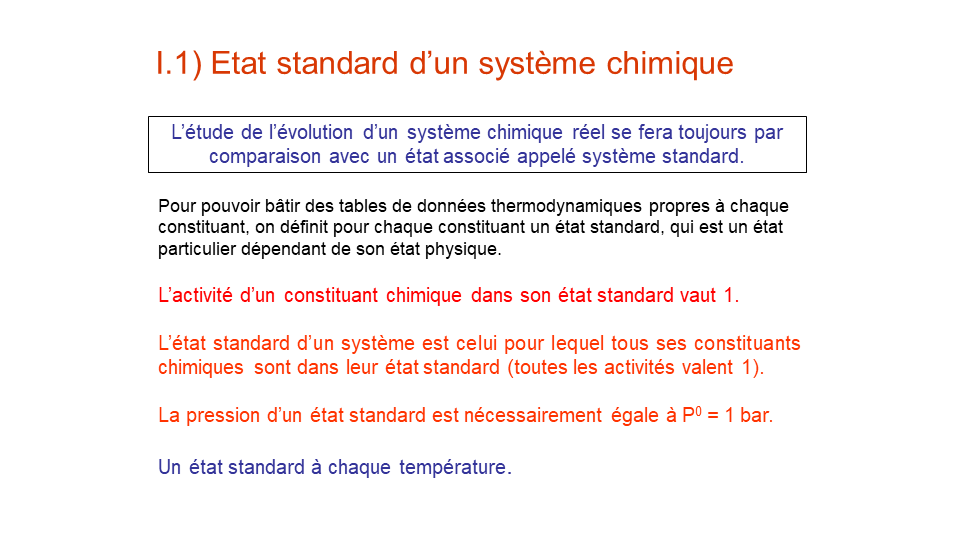 I.1) Etat standard d’un système chimique
L’étude de l’évolution d’un système chimique réel se fera toujours par
comparaison avec un état associé appelé système standard.
Pour pouvoir bâtir des tables de données thermodynamiques propres à chaque
constituant, on définit pour chaque constituant un état standard, qui est un état
particulier dépendant de son état physique.
L’activité d’un constituant chimique dans son état standard vaut 1.
L’état standard d’un système est celui pour lequel tous ses constituants
chimiques sont dans leur état standard (toutes les activités valent 1).
La pression d’un état standard est nécessairement égale à P⁰ = 1 bar.
Un état standard à chaque température.